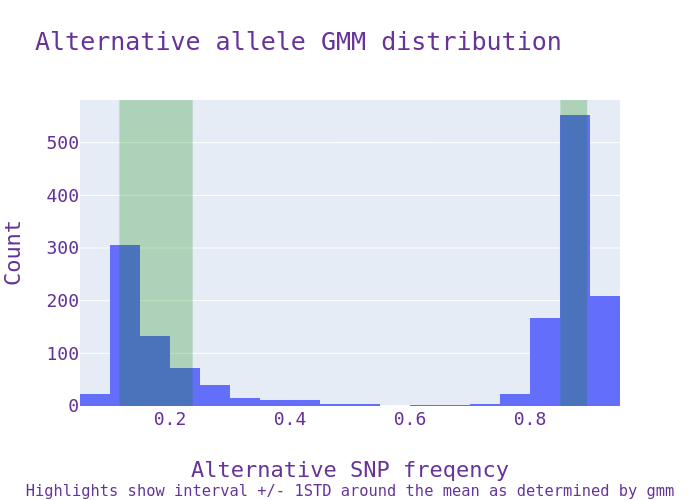 Alternative allele GMM distribution
500
400
300
200
100
0
Count
0.2 0.4 0.6 0.8
Alternative SNP freqency
Highlights show interval +/- 1STD around the mean as determined by gmm